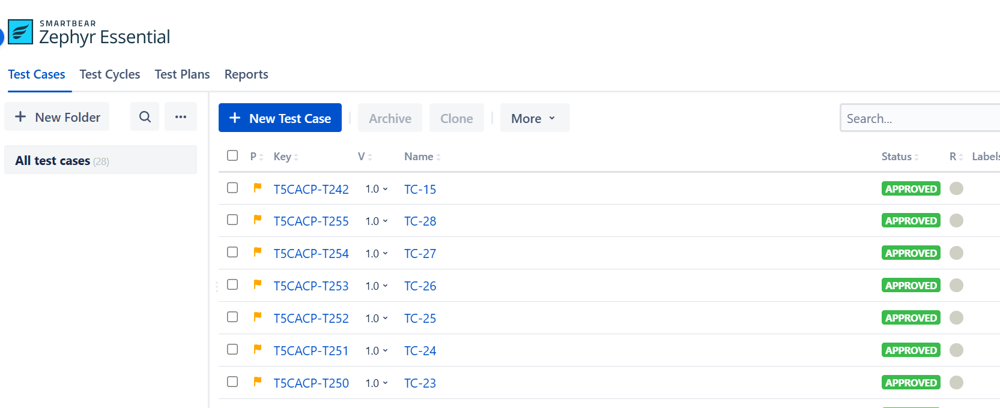 SMARTBEAR
Zephyr Essential
Test Cases Test Cycles Test Plans Reports
+ New Folder
All test cases (28)
+ New Test Case Archive Clone More
Search...
P Key V Name Status R Labels
T5CACP-T242 1.0 TC-15 APPROVED
T5CACP-T255 1.0 TC-28 APPROVED
T5CACP-T254 1.0 TC-27 APPROVED
T5CACP-T253 1.0 TC-26 APPROVED
T5CACP-T252 1.0 TC-25 APPROVED
T5CACP-T251 1.0 TC-24 APPROVED
T5CACP-T250 1.0 TC-23 APPROVED